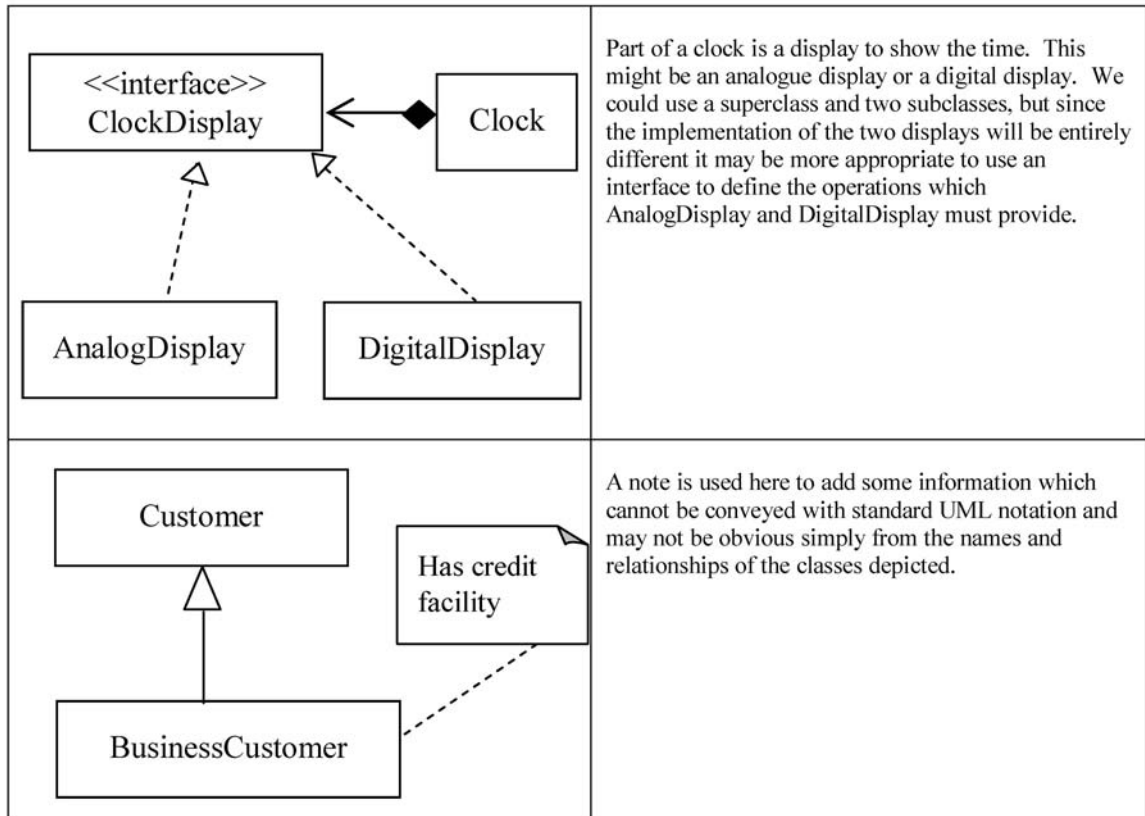 <<interface>>
ClockDisplay
Clock
AnalogDisplay
DigitalDisplay
Part of a clock is a display to show the time. This
might be an analogue display or a digital display. We
could use a superclass and two subclasses, but since
the implementation of the two displays will be entirely
different it may be more appropriate to use an
interface to define the operations which
AnalogDisplay and DigitalDisplay must provide.
Customer
Has credit
facility
BusinessCustomer
A note is used here to add some information which
cannot be conveyed with standard UML notation and
may not be obvious simply from the names and
relationships of the classes depicted.